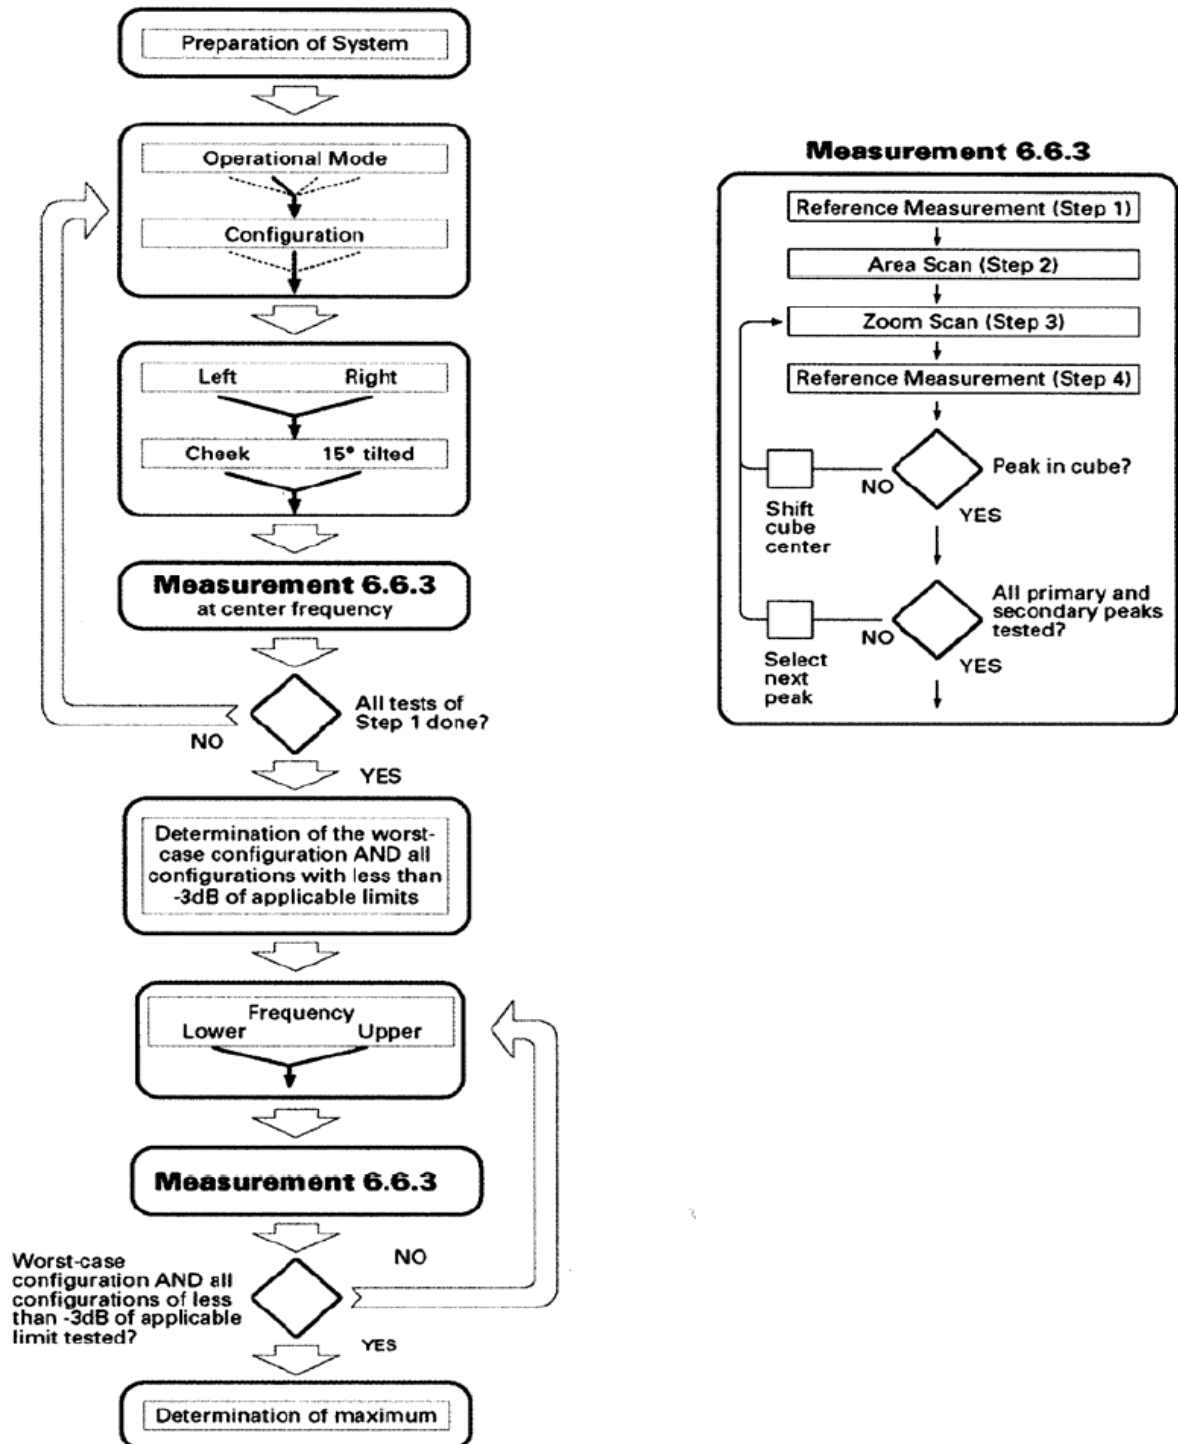 Preparation of System
Operational Mode
Configuration
Left Right
Cheek 15° tilted
Measurement 6.6.3
at center frequency
All tests of
Step 1 done?
NO
YES
Determination of the worst-
case configuration AND all
configurations with less than
-3dB of applicable limits
Frequency
Lower Upper
Measurement 6.6.3
Worst-case
configuration AND all
configurations of less
than -3dB of applicable
limit tested?
NO
YES
Determination of maximum
Measurement 6.6.3
Reference Measurement (Step 1)
Area Scan (Step 2)
Zoom Scan (Step 3)
Reference Measurement (Step 4)
Peak in cube?
NO
YES
Shift
cube
center
All primary and
secondary peaks
tested?
NO
YES
Select
next
peak